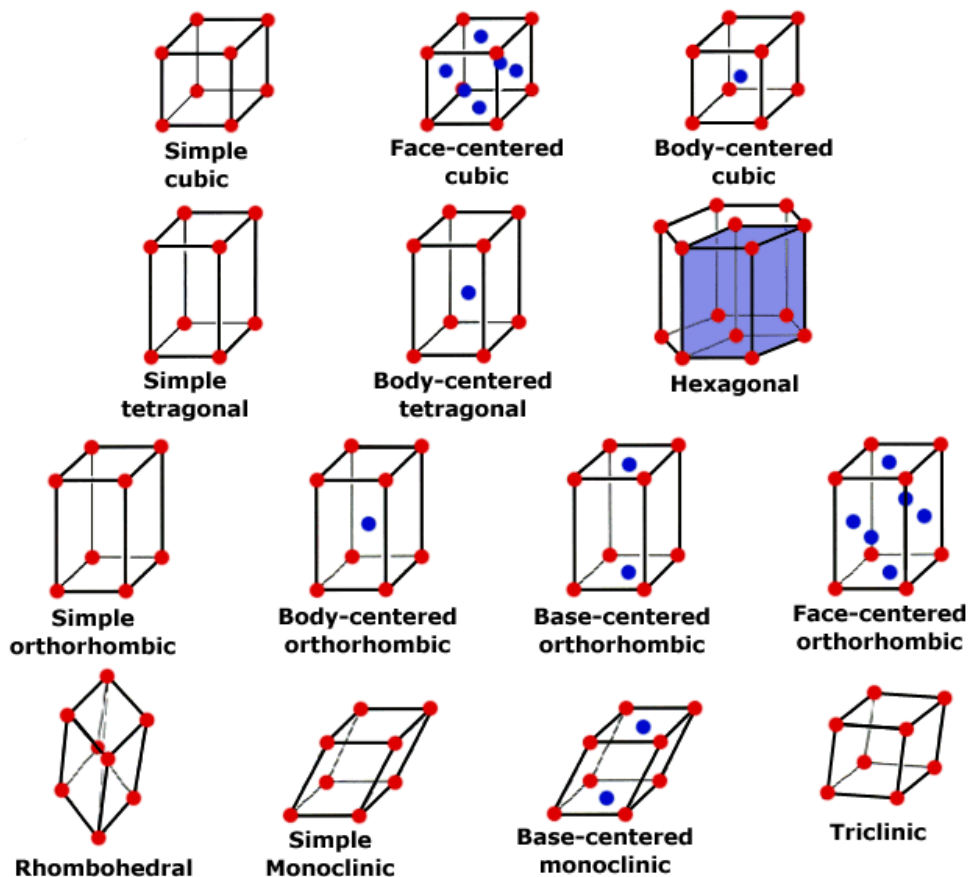 Simple
cubic
Face-centered
cubic
Body-centered
cubic
Simple
tetragonal
Body-centered
tetragonal
Hexagonal
Simple
orthorhombic
Body-centered
orthorhombic
Base-centered
orthorhombic
Face-centered
orthorhombic
Rhombohedral
Simple
Monoclinic
Base-centered
monoclinic
Triclinic